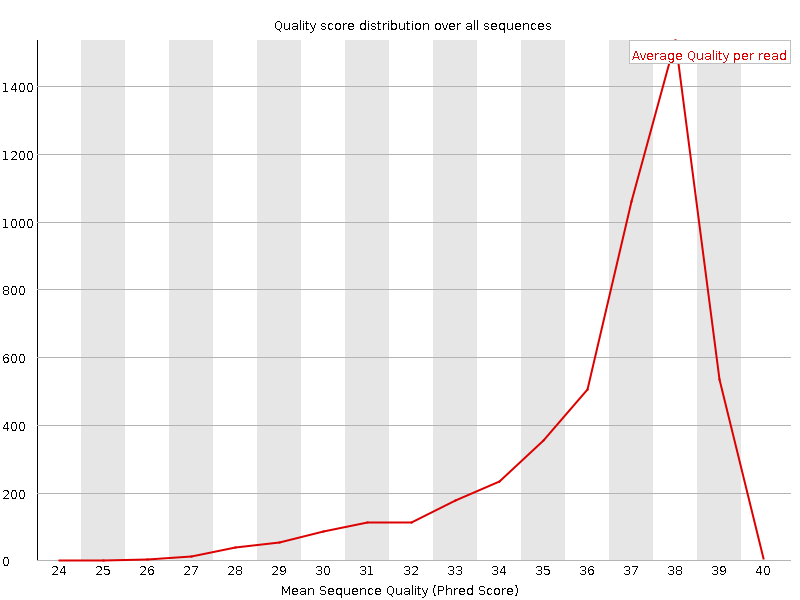 Quality score distribution over all sequences
Average Quality per read
1400
1200
1000
800
600
400
200
0
24 25 26 27 28 29 30 31 32 33 34 35 36 37 38 39 40
Mean Sequence Quality (Phred Score)